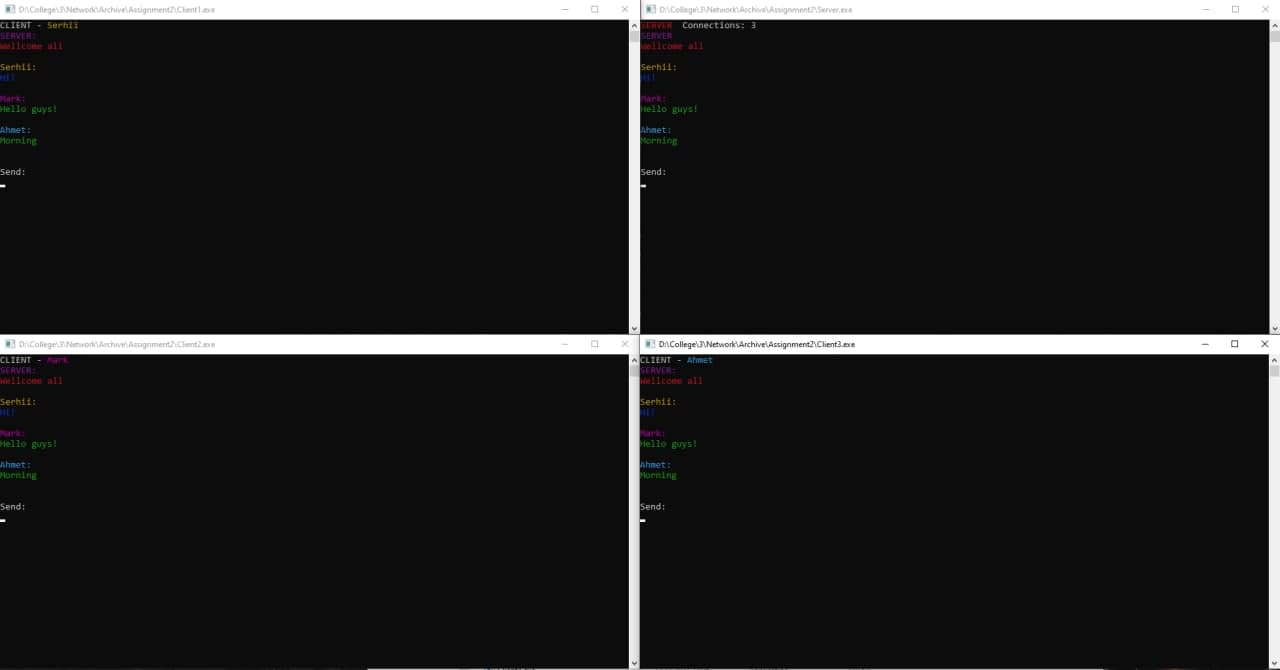 D:\College\3\Network\Archive\Assignment2\Client1.exe
CLIENT - Serhii
SERVER:
Wellcome all

Serhii:
Hi!

Mark:
Hello guys!

Ahmet:
Morning

Send:
D:\College\3\Network\Archive\Assignment2\Server.exe
SERVER  Connections: 3
SERVER
Wellcome all

Serhii:
Hi!

Mark:
Hello guys!

Ahmet:
Morning

Send:
D:\College\3\Network\Archive\Assignment2\Client2.exe
CLIENT - Mark
SERVER:
Wellcome all

Serhii:
Hi!

Mark:
Hello guys!

Ahmet:
Morning

Send:
D:\College\3\Network\Archive\Assignment2\Client3.exe
CLIENT - Ahmet
SERVER:
Wellcome all

Serhii:
Hi!

Mark:
Hello guys!

Ahmet:
Morning

Send: